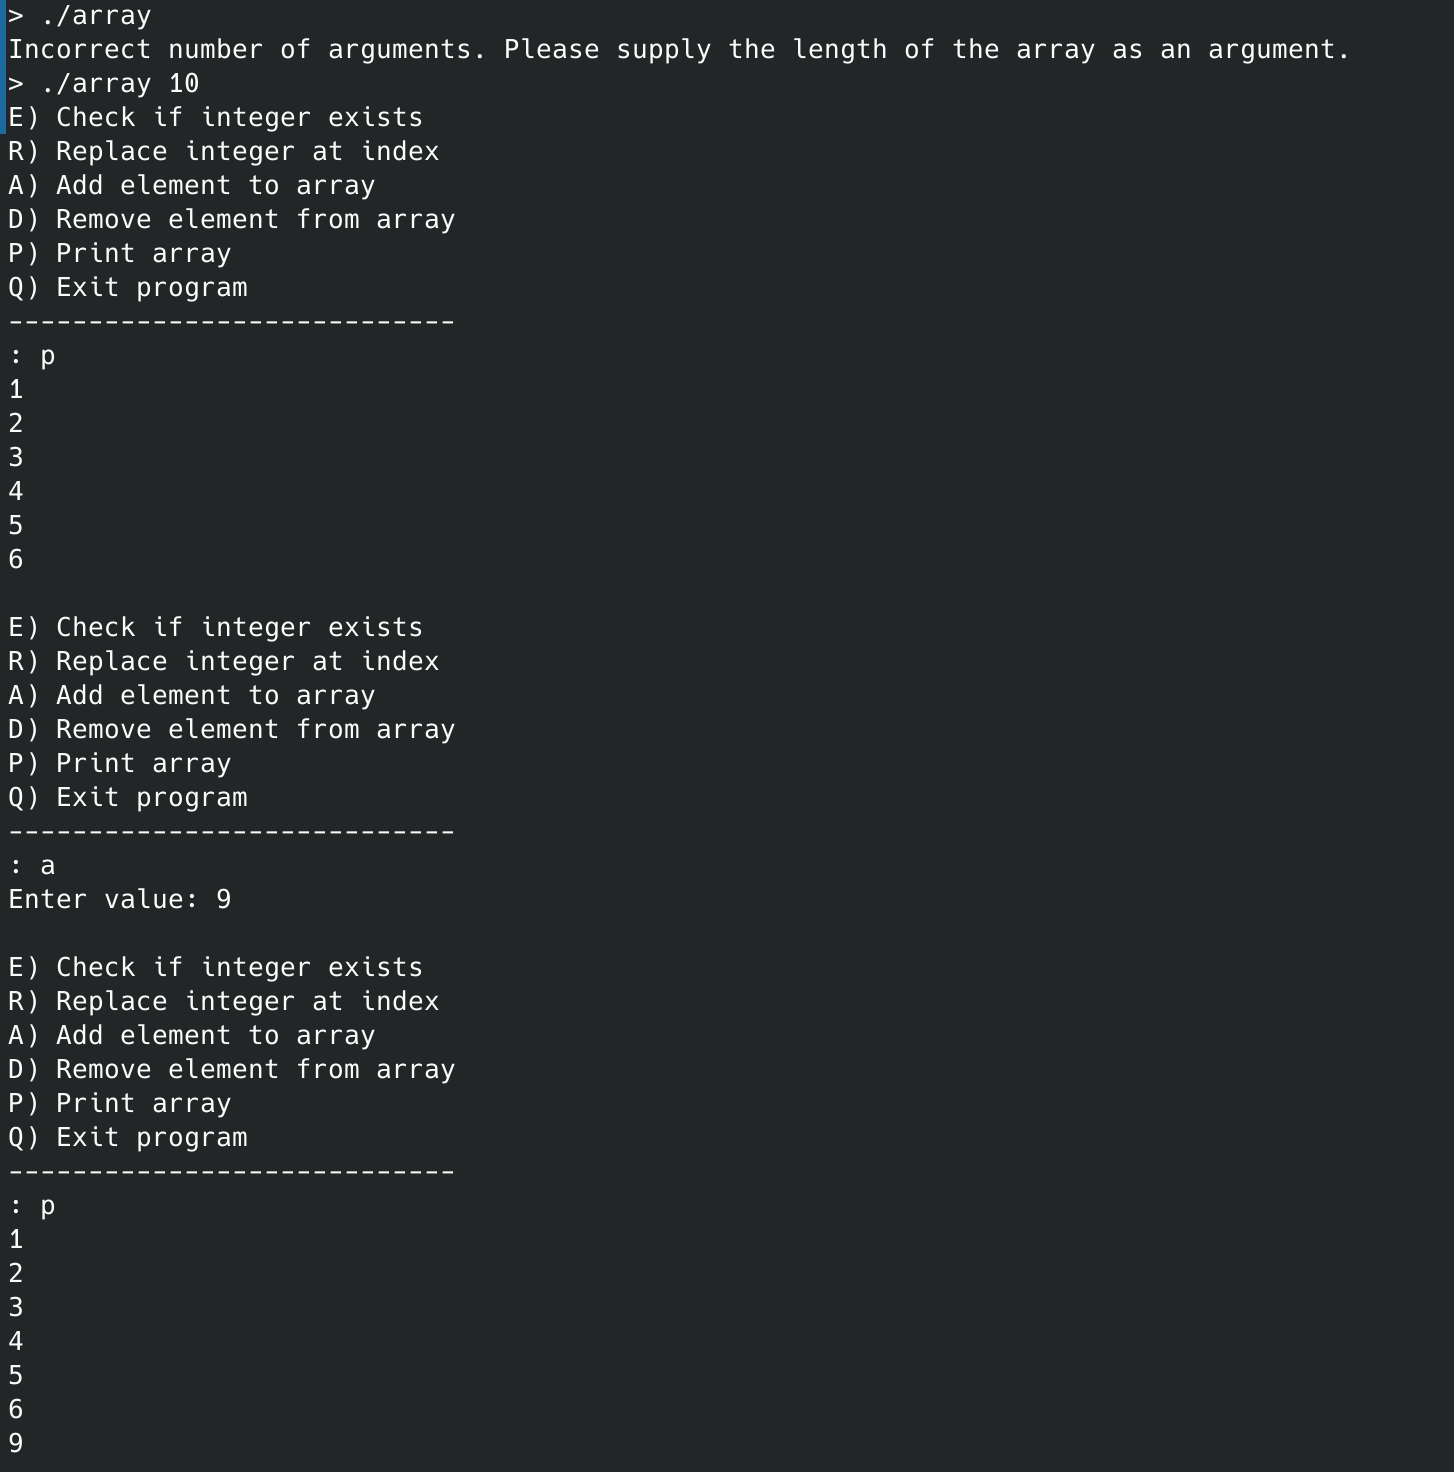 > ./array
Incorrect number of arguments. Please supply the length of the array as an argument.
> ./array 10
E) Check if integer exists
R) Replace integer at index
A) Add element to array
D) Remove element from array
P) Print array
Q) Exit program
----------------------------
: p
1
2
3
4
5
6
E) Check if integer exists
R) Replace integer at index
A) Add element to array
D) Remove element from array
P) Print array
Q) Exit program
----------------------------
: a
Enter value: 9
E) Check if integer exists
R) Replace integer at index
A) Add element to array
D) Remove element from array
P) Print array
Q) Exit program
----------------------------
: p
1
2
3
4
5
6
9